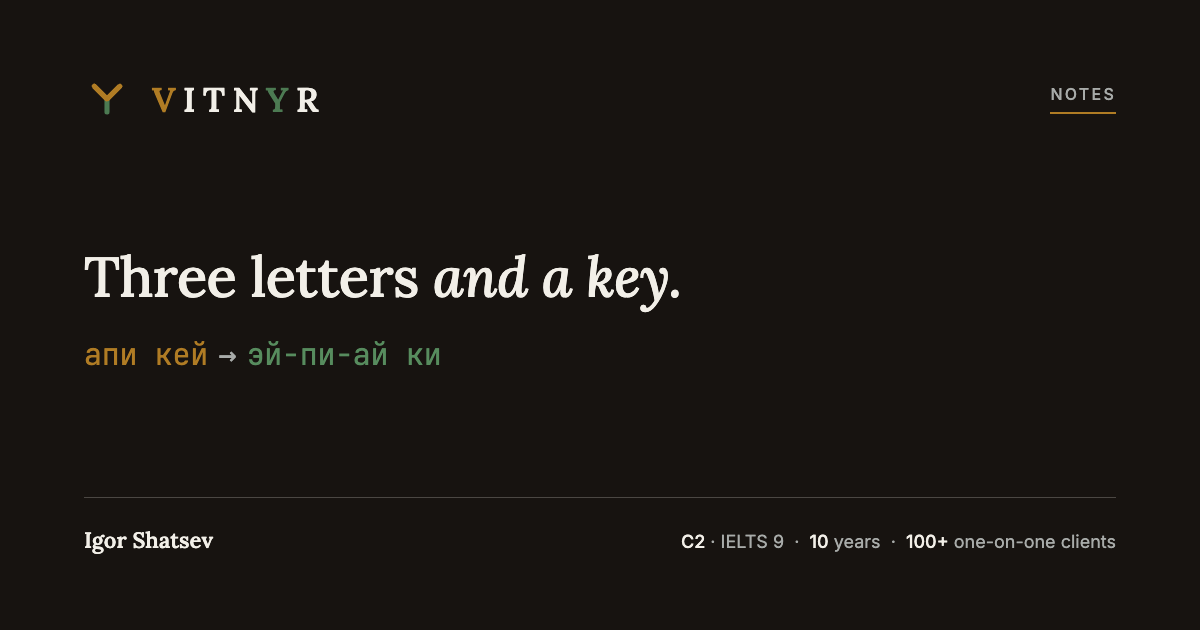 VITNYR
NOTES
Three letters and a key.
апи кей → эй-пи-ай ки
Igor Shatsev
C2 · IELTS 9 · 10 years · 100+ one-on-one clients